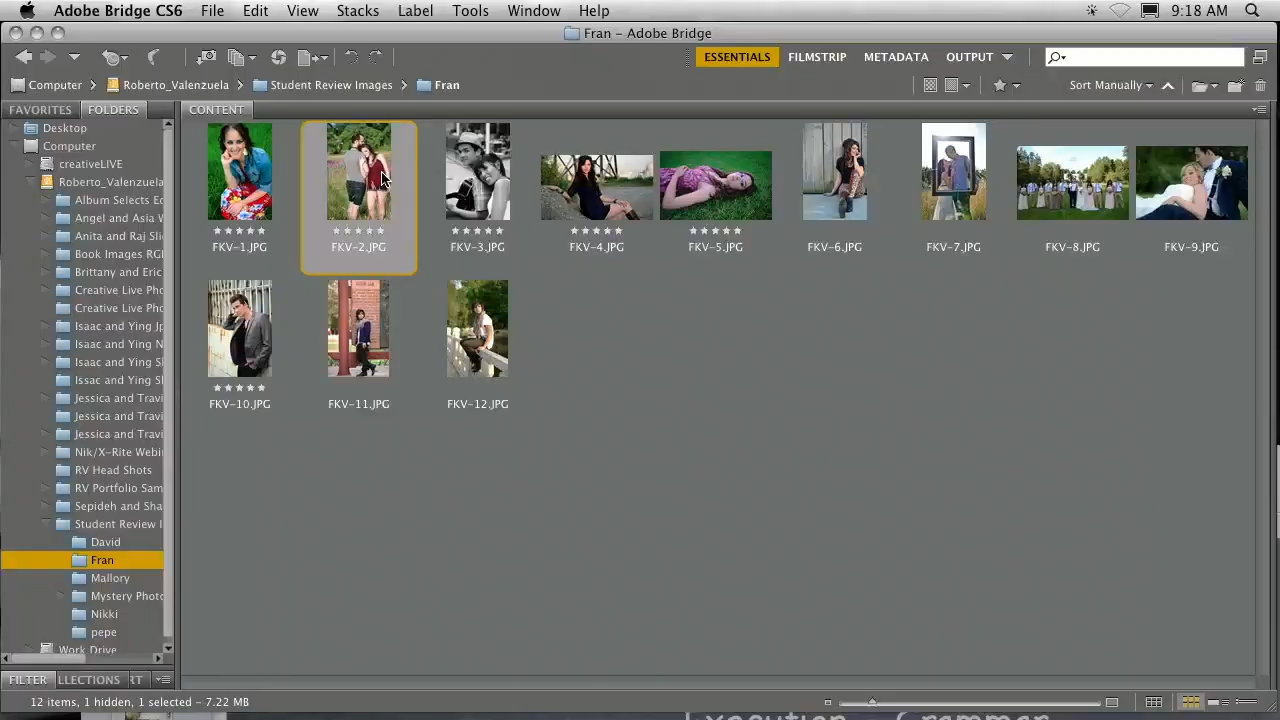 Adobe Bridge CS6 File Edit View Stacks Label Tools Window Help 9:18 AM
Fran – Adobe Bridge
ESSENTIALS FILMSTRIP METADATA OUTPUT
Computer Roberto_Valenzuela Student Review Images Fran Sort Manually
FAVORITES FOLDERS CONTENT
Desktop
Computer
creativeLIVE
Roberto_Valenzuela
Album Selects Ed
Angel and Asia W
Anita and Raj Slic
Book Images RGI
Brittany and Eric
Creative Live Pho
Creative Live Pho
Isaac and Ying Jp
Isaac and Ying N
Isaac and Ying Sl
Issac and Ying Sl
Jessica and Travi
Jessica and Travi
Jessica and Travi
Nik/X-Rite Webi
RV Head Shots
RV Portfolio Sam
Sepideh and Sha
Student Review I
David
Fran
Mallory
Mystery Photo
Nikki
pepe
Work Drive
FKV-1.JPG FKV-2.JPG FKV-3.JPG FKV-4.JPG FKV-5.JPG FKV-6.JPG FKV-7.JPG FKV-8.JPG FKV-9.JPG
FKV-10.JPG FKV-11.JPG FKV-12.JPG
FILTER LLECTIONS RT
12 items, 1 hidden, 1 selected – 7.22 MB